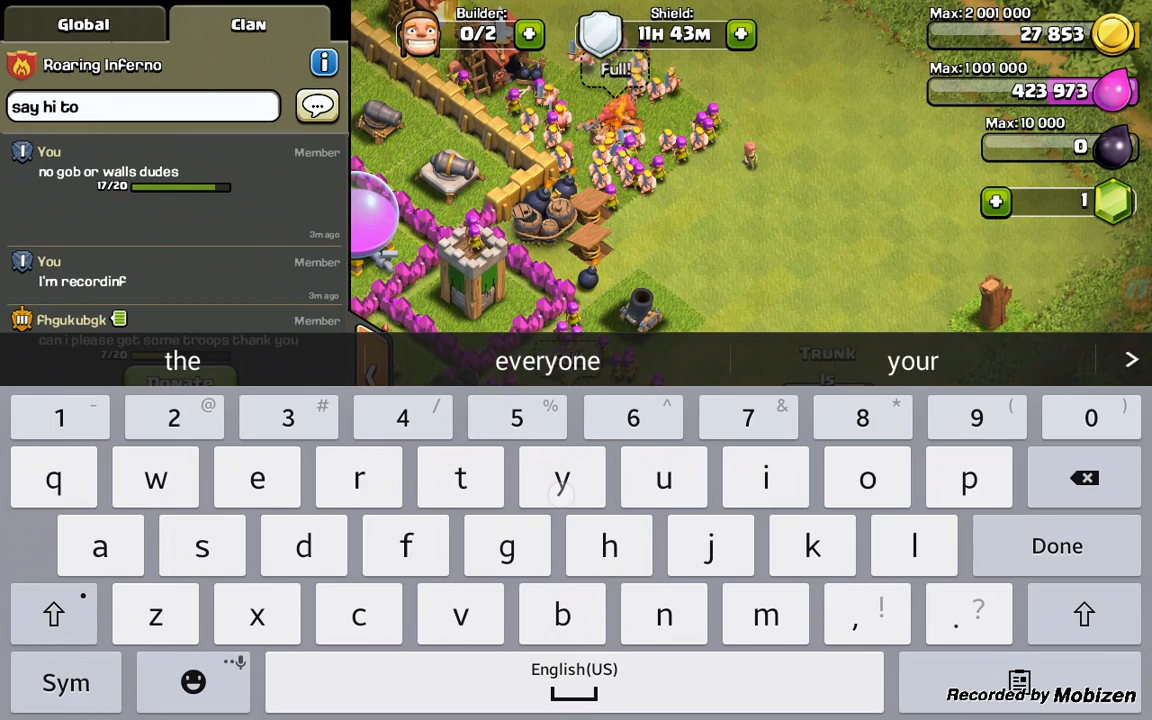 Global
Clan
Roaring Inferno
say hi to
You
Member
no gob or walls dudes
17/20
3m ago
You
Member
I'm recordinf
3m ago
Fhgukubgk
Member
can i please get some troops thank you
7/20
Donate
Builder:
0/2
Shield:
11H 43M
Full!
Max: 2 001 000
27 853
Max: 1 001 000
423 973
Max: 10 000
0
1
TRUNK
the
everyone
your
>
1 - 2 @ 3 # 4 / 5 % 6 ^ 7 & 8 * 9 ( 0 )
q w e r t y u i o p
a s d f g h j k l Done
z x c v b n m , ! . ?
Sym
English(US)
Recorded by Mobizen